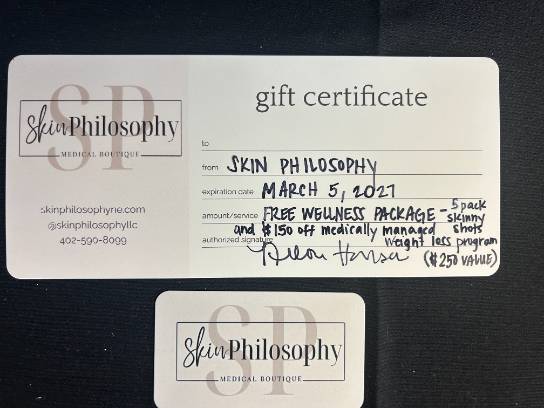 SP
Skin Philosophy
MEDICAL BOUTIQUE
skinphilosophyne.com
@skinphilosophyllc
402-590-8099
gift certificate
to
from SKIN PHILOSOPHY
expiration date MARCH 5, 2027
amount/service FREE WELLNESS PACKAGE - 5 pack skinny shots
and $150 off medically managed weight loss program
authorized signature ($250 VALUE)
SP
Skin Philosophy
MEDICAL BOUTIQUE